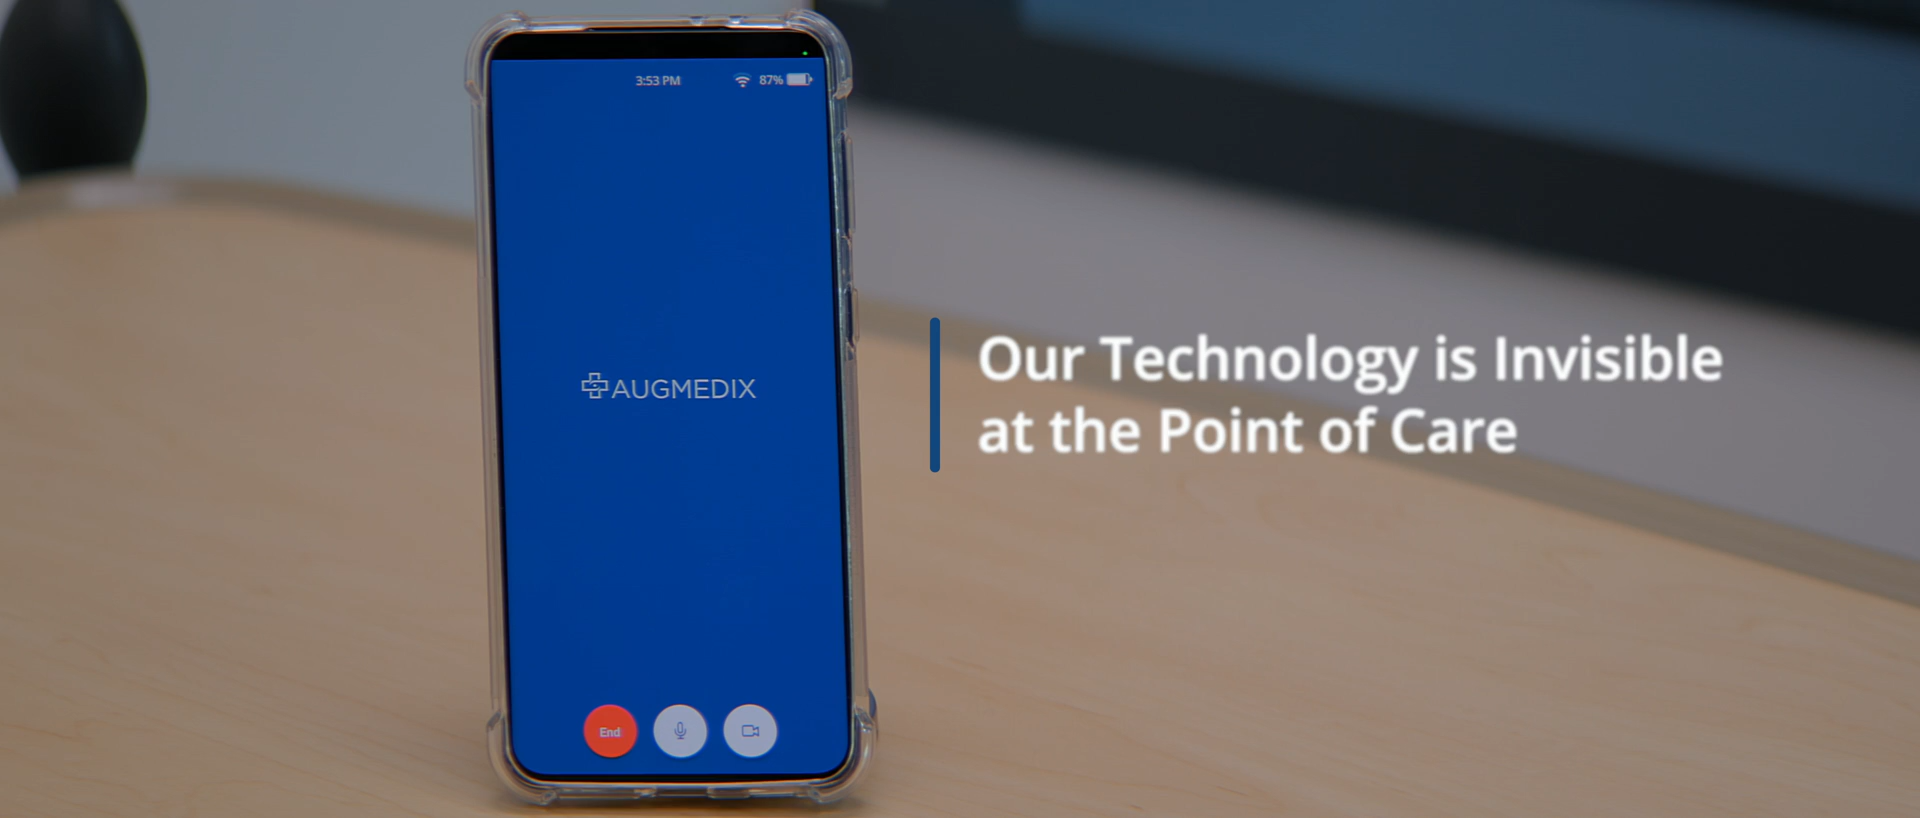 3:53 PM 87%
AUGMEDIX
Our Technology is Invisible
at the Point of Care
End